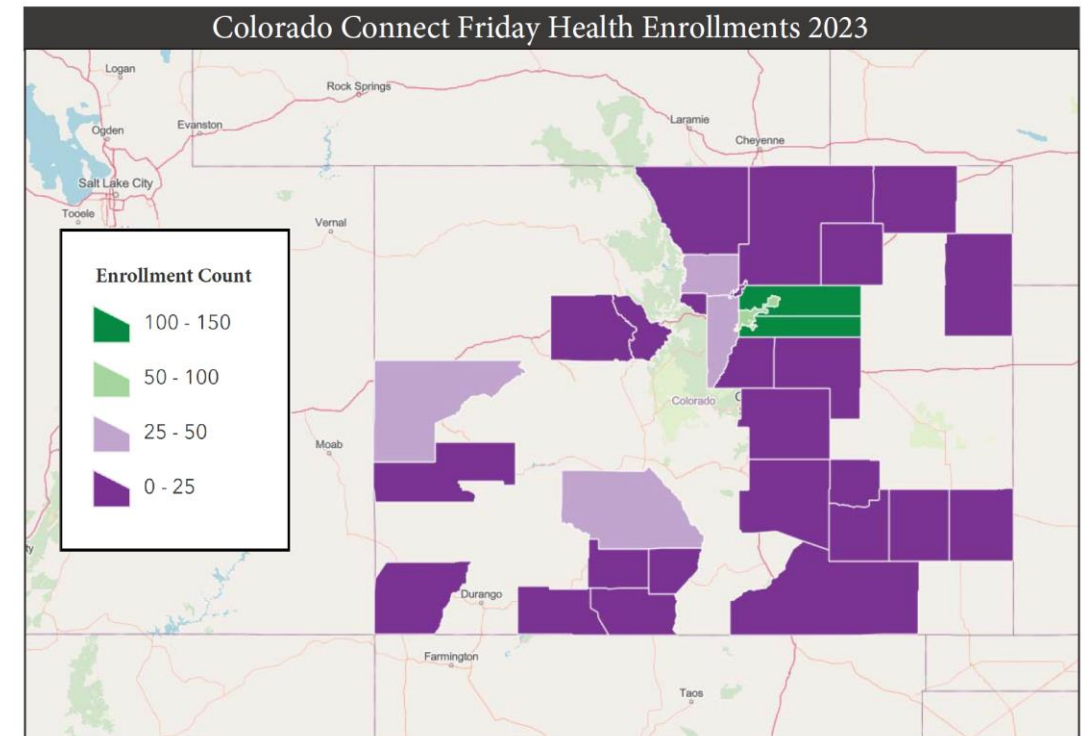 Colorado Connect Friday Health Enrollments 2023
Logan
Rock Springs
Laramie
Evanston
Ogden
Cheyenne
Salt Lake City
Tooele
Vernal
Enrollment Count
100 - 150
50 - 100
25 - 50
0 - 25
Colorado
C
Moab
ty
Durango
Farmington
Taos